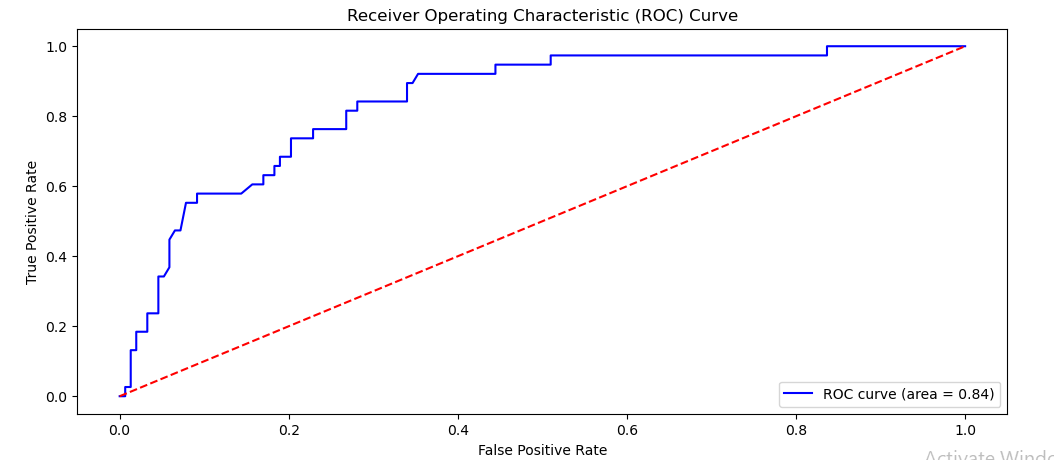 Receiver Operating Characteristic (ROC) Curve
True Positive Rate
1.0
0.8
0.6
0.4
0.2
0.0
ROC curve (area = 0.84)
0.0 0.2 0.4 0.6 0.8 1.0
False Positive Rate
Activate